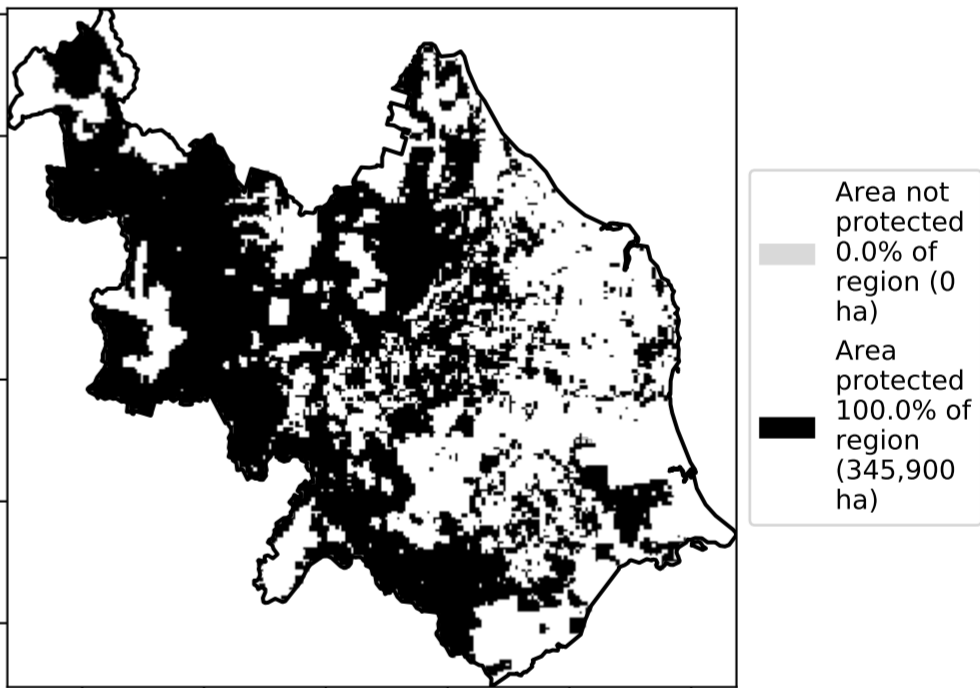 Area not
protected
0.0% of
region (0
ha)
Area
protected
100.0% of
region
(345,900
ha)